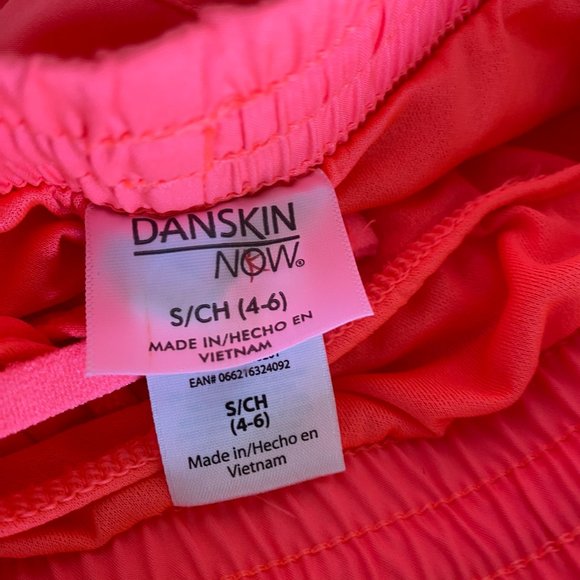 DANSKIN
NOW®
S/CH (4-6)
MADE IN/HECHO EN
VIETNAM
EAN# 066216324092
S/CH
(4-6)
Made in/Hecho en
Vietnam